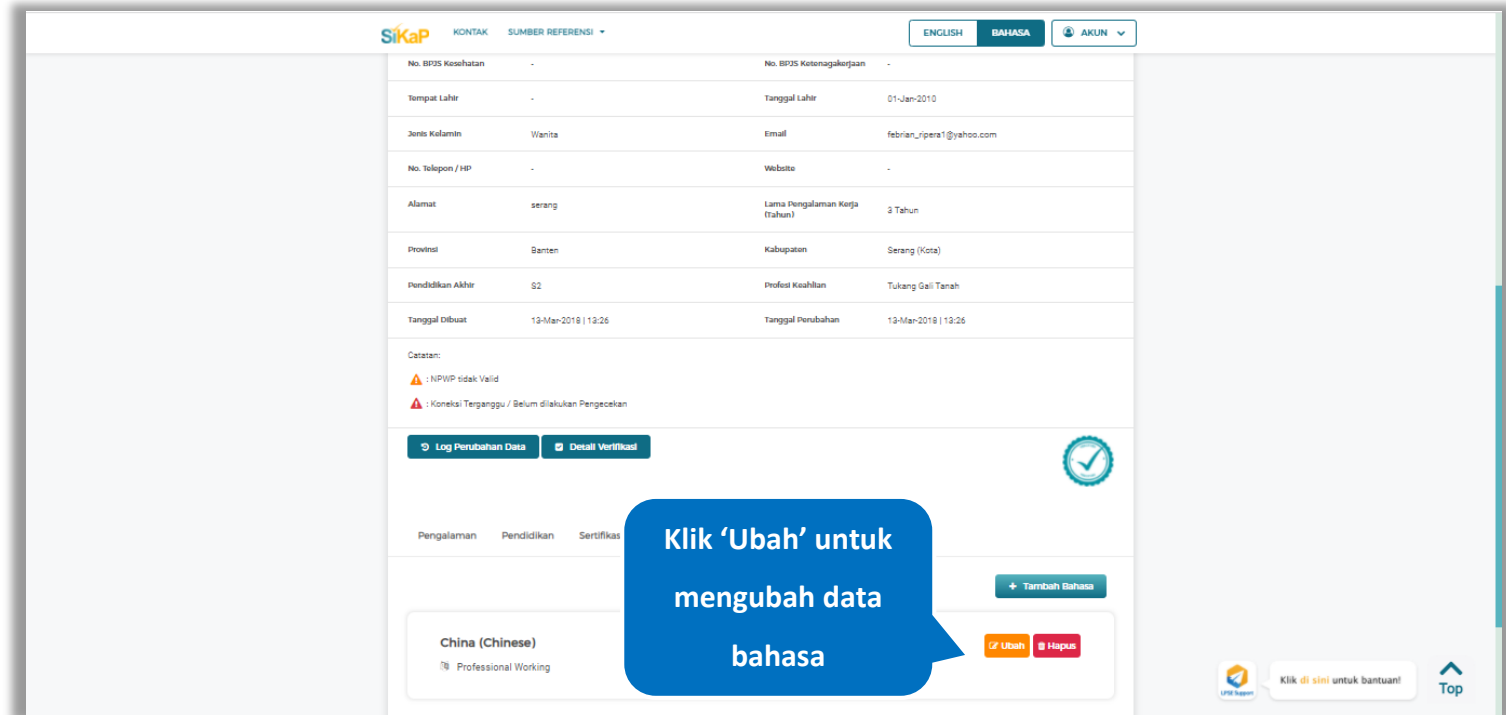 SiKaP KONTAK SUMBER REFERENSI ENGLISH BAHASA AKUN
No. BPJS Kesehatan - No. BPJS Ketenagakerjaan -
Tempat Lahir - Tanggal Lahir 01-Jan-2010
Jenis Kelamin Wanita Email febrian_ripera1@yahoo.com
No. Telepon / HP - Website -
Alamat serang Lama Pengalaman Kerja (Tahun) 3 Tahun
Provinsi Banten Kabupaten Serang (Kota)
Pendidikan Akhir S2 Profesi Keahlian Tukang Gali Tanah
Tanggal Dibuat 13-Mar-2018 | 13:26 Tanggal Perubahan 13-Mar-2018 | 13:26
Catatan:
: NPWP tidak Valid
: Koneksi Terganggu / Belum dilakukan Pengecekan
Log Perubahan Data Detail Verifikasi
Pengalaman Pendidikan Sertifikas
Klik ‘Ubah’ untuk
mengubah data
bahasa
+ Tambah Bahasa
China (Chinese)
Professional Working
Ubah Hapus
LPSE Support Klik di sini untuk bantuan! Top